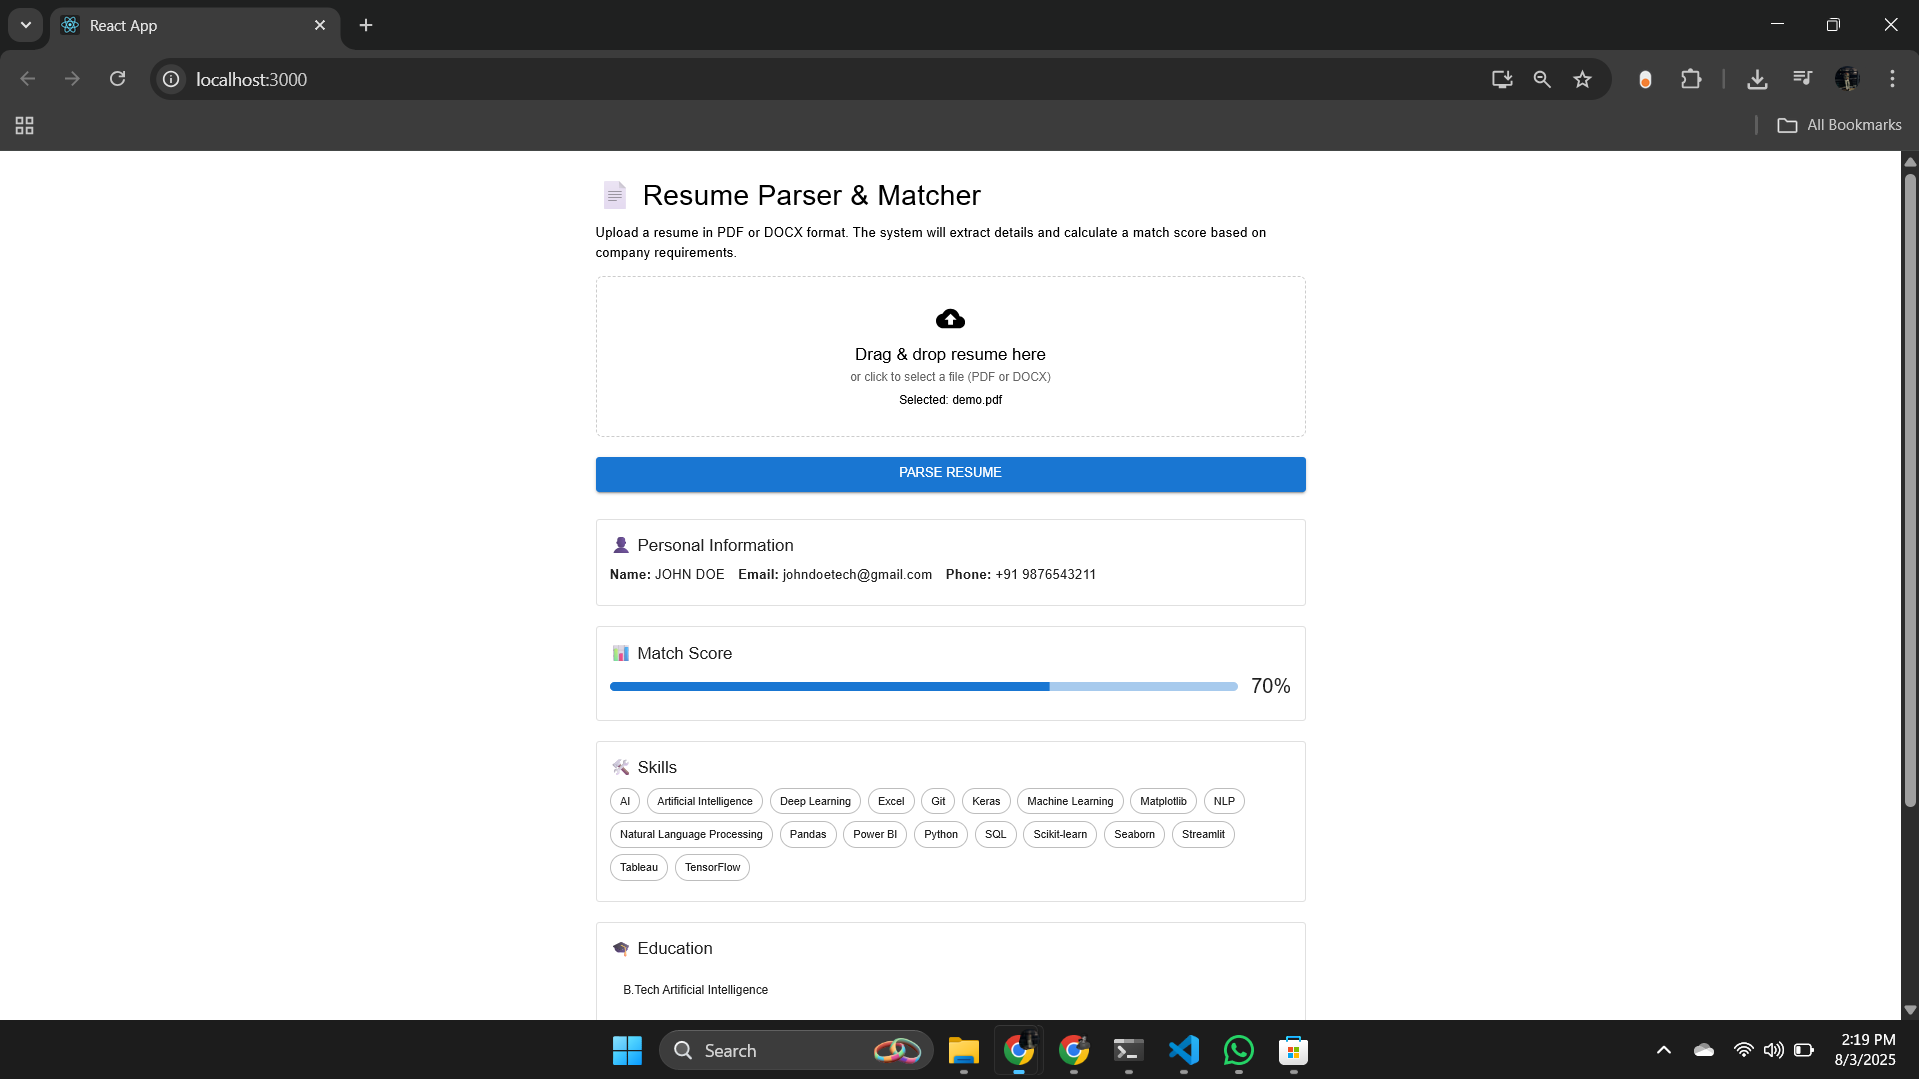 React App
localhost:3000
All Bookmarks
Resume Parser & Matcher
Upload a resume in PDF or DOCX format. The system will extract details and calculate a match score based on
company requirements.
Drag & drop resume here
or click to select a file (PDF or DOCX)
Selected: demo.pdf
PARSE RESUME
Personal Information
Name: JOHN DOE Email: johndoetech@gmail.com Phone: +91 9876543211
Match Score
70%
Skills
AI Artificial Intelligence Deep Learning Excel Git Keras Machine Learning Matplotlib NLP
Natural Language Processing Pandas Power BI Python SQL Scikit-learn Seaborn Streamlit
Tableau TensorFlow
Education
B.Tech Artificial Intelligence
Search
2:19 PM
8/3/2025